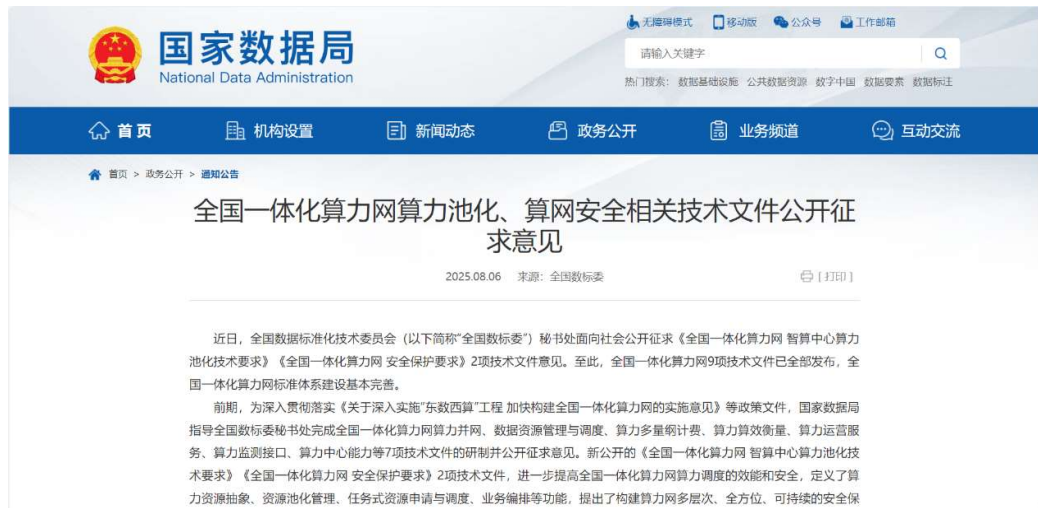 无障碍模式 移动版 公众号 工作邮箱
国家数据局
National Data Administration
请输入关键字
热门搜索: 数据基础设施 公共数据资源 数字中国 数据要素 数据标注
首页 机构设置 新闻动态 政务公开 业务频道 互动交流
首页 > 政务公开 > 通知公告
全国一体化算力网算力池化、算网安全相关技术文件公开征
求意见
2025.08.06 来源:全国数标委 [打印]
近日,全国数据标准化技术委员会(以下简称“全国数标委”)秘书处面向社会公开征求《全国一体化算力网 智算中心算力
池化技术要求》《全国一体化算力网 安全保护要求》2项技术文件意见。至此,全国一体化算力网9项技术文件已全部发布,全
国一体化算力网标准体系建设基本完善。
前期,为深入贯彻落实《关于深入实施“东数西算”工程 加快构建全国一体化算力网的实施意见》等政策文件,国家数据局
指导全国数标委秘书处完成全国一体化算力网算力并网、数据资源管理与调度、算力多量纲计费、算力算效衡量、算力运营服
务、算力监测接口、算力中心能力等7项技术文件的研制并公开征求意见。新公开的《全国一体化算力网 智算中心算力池化技
术要求》《全国一体化算力网 安全保护要求》2项技术文件,进一步提高全国一体化算力网算力调度的效能和安全,定义了算
力资源抽象、资源池化管理、任务式资源申请与调度、业务编排等功能,提出了构建算力网多层次、全方位、可持续的安全保